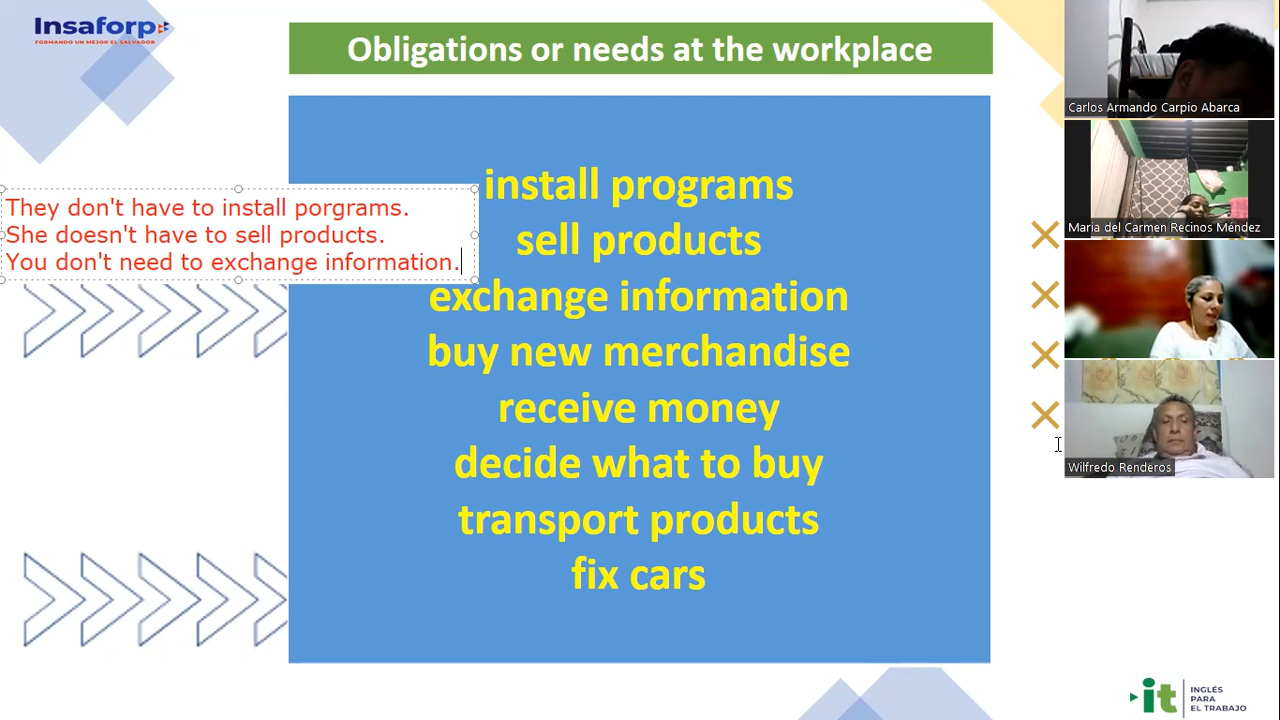 Insaforp
FORMANDO UN MEJOR EL SALVADOR
Obligations or needs at the workplace
They don't have to install porgrams.
She doesn't have to sell products.
You don't need to exchange information.
install programs
sell products
exchange information
buy new merchandise
receive money
decide what to buy
transport products
fix cars
Carlos Armando Carpio Abarca
Maria del Carmen Recinos Méndez
Wilfredo Renderos
it
INGLÉS
PARA
EL TRABAJO